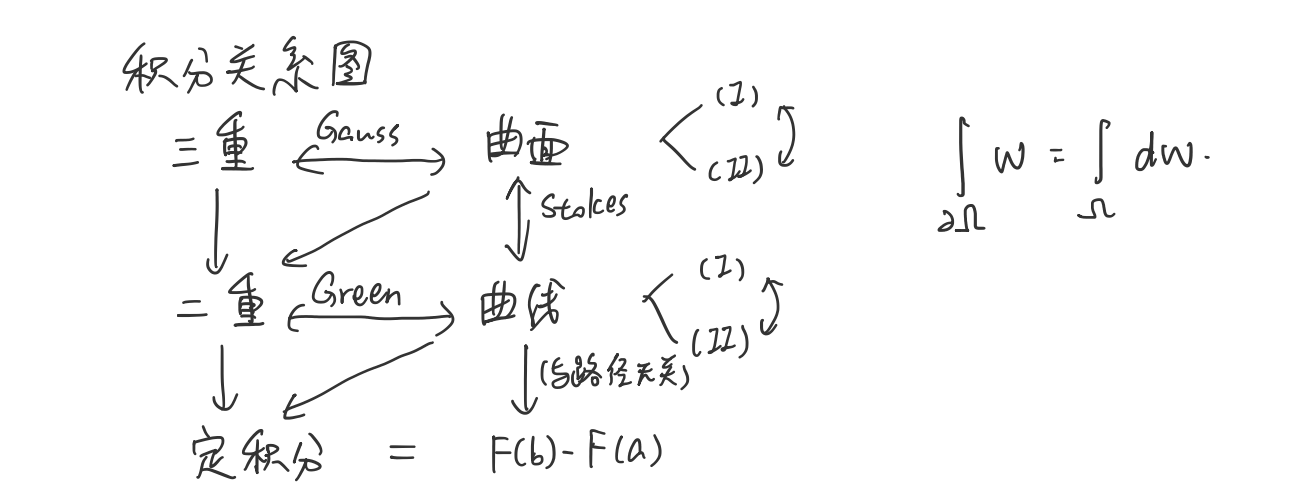 积分关系图
三重 Gauss 曲面 (I) (II)
∫_{∂Ω} w = ∫_Ω dw.
Stokes
二重 Green 曲线 (I) (II)
(与路径无关)
定积分 = F(b) - F(a)